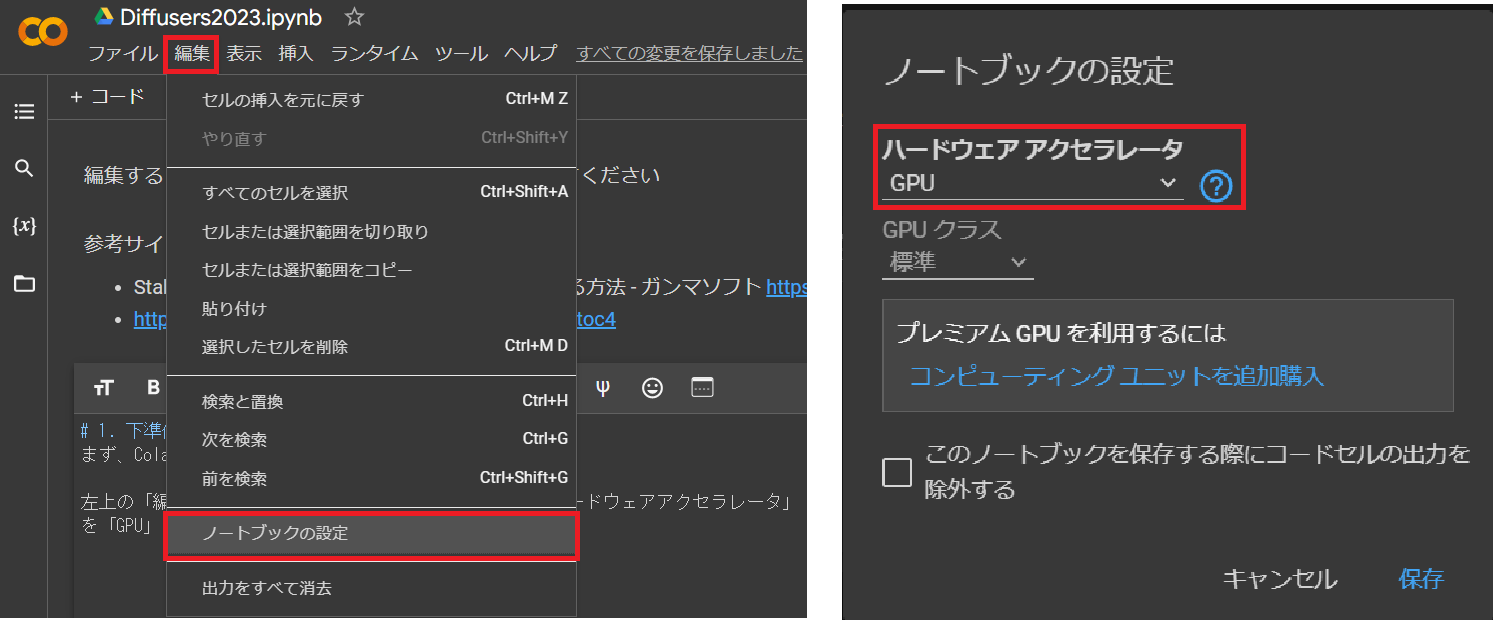 Diffusers2023.ipynb
ファイル 編集 表示 挿入 ランタイム ツール ヘルプ すべての変更を保存しました
+ コード
セルの挿入を元に戻す Ctrl+M Z
やり直す Ctrl+Shift+Y
編集する ください
すべてのセルを選択 Ctrl+Shift+A
セルまたは選択範囲を切り取り
参考サイ
セルまたは選択範囲をコピー
る方法 - ガンマソフト https
貼り付け
http toc4
選択したセルを削除 Ctrl+M D
B
検索と置換 Ctrl+H
# 1. 下準
次を検索 Ctrl+G
まず、Cola
前を検索 Ctrl+Shift+G
左上の「編 ードウェアアクセラレータ」
を「GPU」
ノートブックの設定
出力をすべて消去
ノートブックの設定
ハードウェア アクセラレータ
GPU
GPU クラス
標準
プレミアム GPU を利用するには
コンピューティング ユニットを追加購入
このノートブックを保存する際にコードセルの出力を
除外する
キャンセル 保存